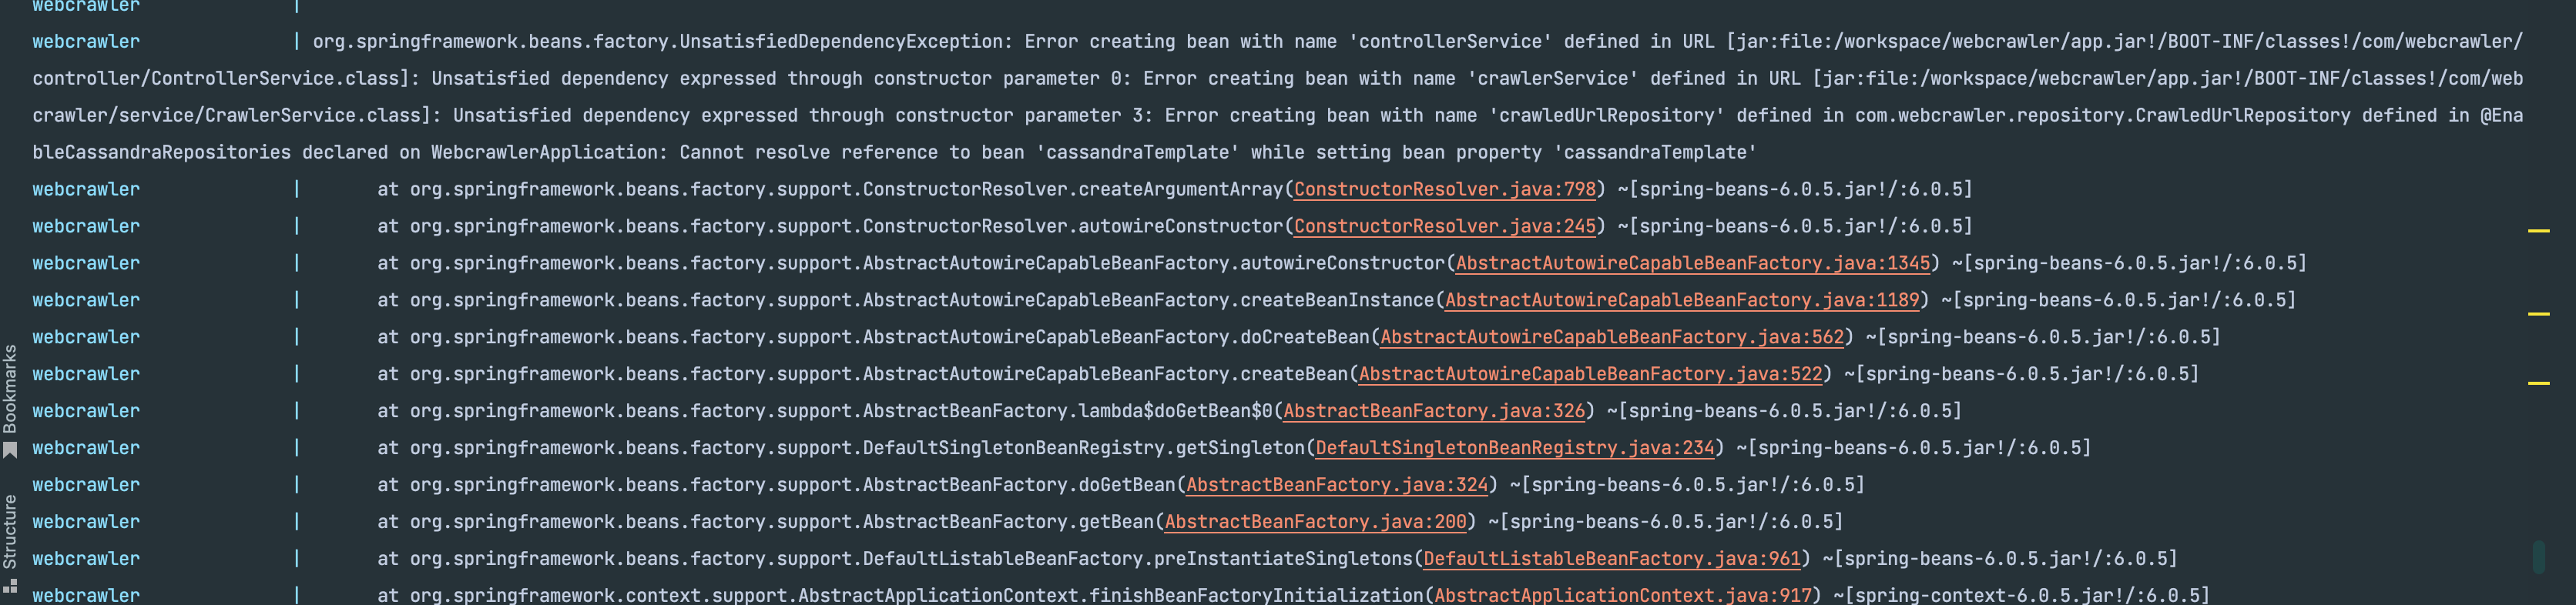 webcrawler |
webcrawler | org.springframework.beans.factory.UnsatisfiedDependencyException: Error creating bean with name 'controllerService' defined in URL [jar:file:/workspace/webcrawler/app.jar!/BOOT-INF/classes!/com/webcrawler/
controller/ControllerService.class]: Unsatisfied dependency expressed through constructor parameter 0: Error creating bean with name 'crawlerService' defined in URL [jar:file:/workspace/webcrawler/app.jar!/BOOT-INF/classes!/com/web
crawler/service/CrawlerService.class]: Unsatisfied dependency expressed through constructor parameter 3: Error creating bean with name 'crawledUrlRepository' defined in com.webcrawler.repository.CrawledUrlRepository defined in @Ena
bleCassandraRepositories declared on WebcrawlerApplication: Cannot resolve reference to bean 'cassandraTemplate' while setting bean property 'cassandraTemplate'
webcrawler | at org.springframework.beans.factory.support.ConstructorResolver.createArgumentArray(ConstructorResolver.java:798) ~[spring-beans-6.0.5.jar!/:6.0.5]
webcrawler | at org.springframework.beans.factory.support.ConstructorResolver.autowireConstructor(ConstructorResolver.java:245) ~[spring-beans-6.0.5.jar!/:6.0.5]
webcrawler | at org.springframework.beans.factory.support.AbstractAutowireCapableBeanFactory.autowireConstructor(AbstractAutowireCapableBeanFactory.java:1345) ~[spring-beans-6.0.5.jar!/:6.0.5]
webcrawler | at org.springframework.beans.factory.support.AbstractAutowireCapableBeanFactory.createBeanInstance(AbstractAutowireCapableBeanFactory.java:1189) ~[spring-beans-6.0.5.jar!/:6.0.5]
webcrawler | at org.springframework.beans.factory.support.AbstractAutowireCapableBeanFactory.doCreateBean(AbstractAutowireCapableBeanFactory.java:562) ~[spring-beans-6.0.5.jar!/:6.0.5]
webcrawler | at org.springframework.beans.factory.support.AbstractAutowireCapableBeanFactory.createBean(AbstractAutowireCapableBeanFactory.java:522) ~[spring-beans-6.0.5.jar!/:6.0.5]
webcrawler | at org.springframework.beans.factory.support.AbstractBeanFactory.lambda$doGetBean$0(AbstractBeanFactory.java:326) ~[spring-beans-6.0.5.jar!/:6.0.5]
webcrawler | at org.springframework.beans.factory.support.DefaultSingletonBeanRegistry.getSingleton(DefaultSingletonBeanRegistry.java:234) ~[spring-beans-6.0.5.jar!/:6.0.5]
webcrawler | at org.springframework.beans.factory.support.AbstractBeanFactory.doGetBean(AbstractBeanFactory.java:324) ~[spring-beans-6.0.5.jar!/:6.0.5]
webcrawler | at org.springframework.beans.factory.support.AbstractBeanFactory.getBean(AbstractBeanFactory.java:200) ~[spring-beans-6.0.5.jar!/:6.0.5]
webcrawler | at org.springframework.beans.factory.support.DefaultListableBeanFactory.preInstantiateSingletons(DefaultListableBeanFactory.java:961) ~[spring-beans-6.0.5.jar!/:6.0.5]
webcrawler | at org.springframework.context.support.AbstractApplicationContext.finishBeanFactoryInitialization(AbstractApplicationContext.java:917) ~[spring-context-6.0.5.jar!/:6.0.5]
Bookmarks
Structure